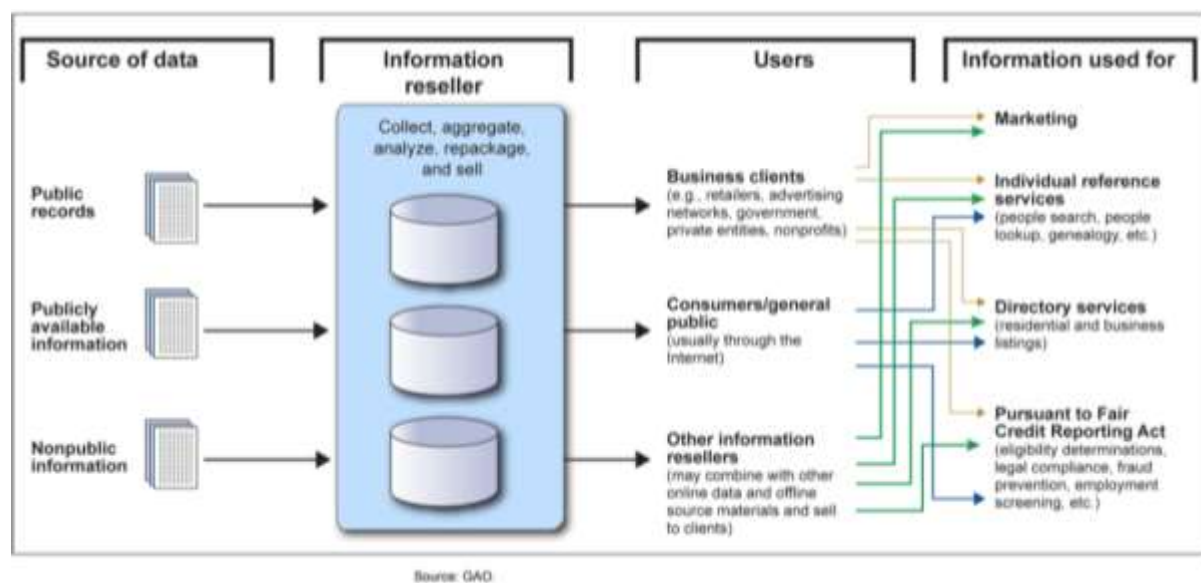 Source of data
Information
reseller
Users
Information used for
Collect, aggregate,
analyze, repackage,
and sell
Public
records
Publicly
available
information
Nonpublic
information
Business clients
(e.g., retailers, advertising
networks, government,
private entities, nonprofits)
Consumers/general
public
(usually through the
Internet)
Other information
resellers
(may combine with other
online data and offline
source materials and sell
to clients)
Marketing
Individual reference
services
(people search, people
lookup, genealogy, etc.)
Directory services
(residential and business
listings)
Pursuant to Fair
Credit Reporting Act
(eligibility determinations,
legal compliance, fraud
prevention, employment
screening, etc.)
Source: GAO.